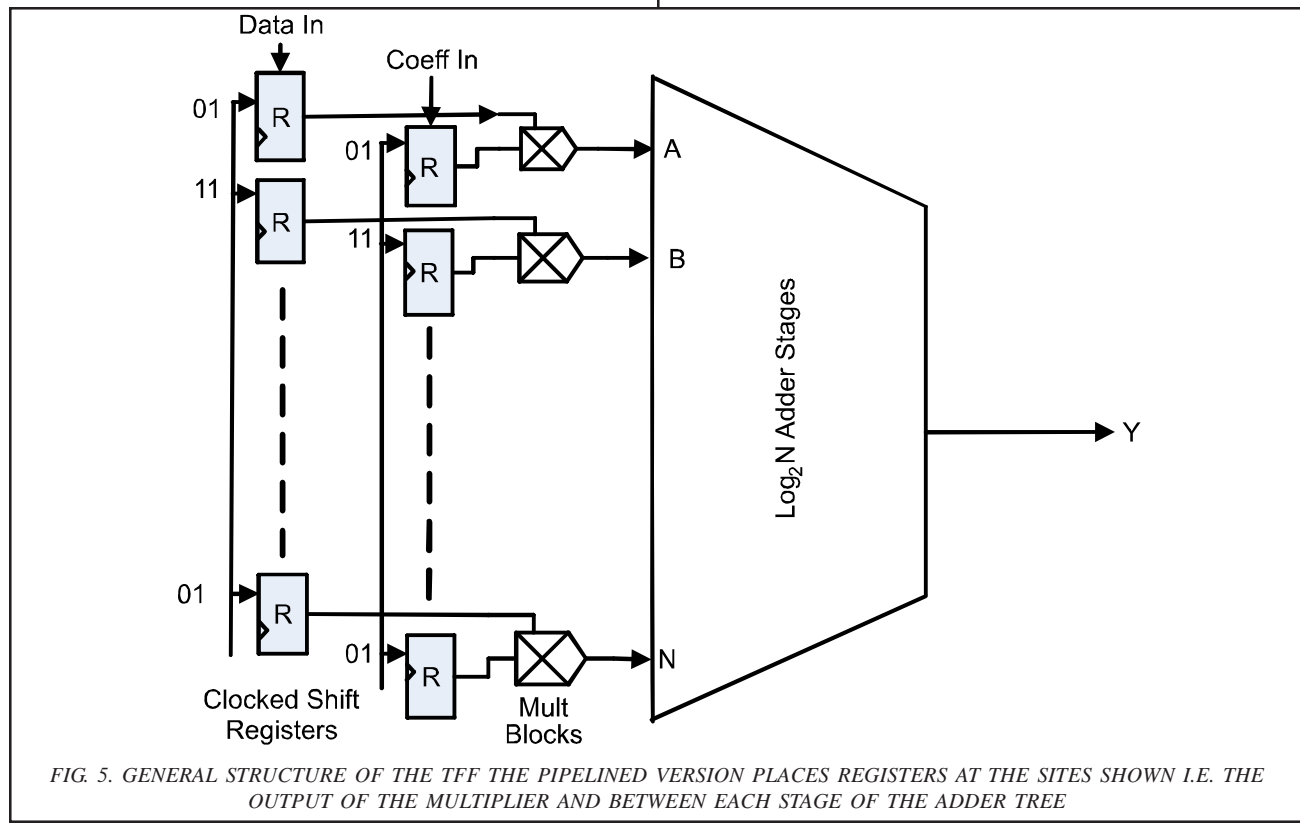 Data In
Coeff In
01
R
01
R
A
11
R
11
R
B
Log2N Adder Stages
Y
01
R
01
R
N
Clocked Shift
Registers
Mult
Blocks
FIG. 5. GENERAL STRUCTURE OF THE TFF THE PIPELINED VERSION PLACES REGISTERS AT THE SITES SHOWN I.E. THE
OUTPUT OF THE MULTIPLIER AND BETWEEN EACH STAGE OF THE ADDER TREE